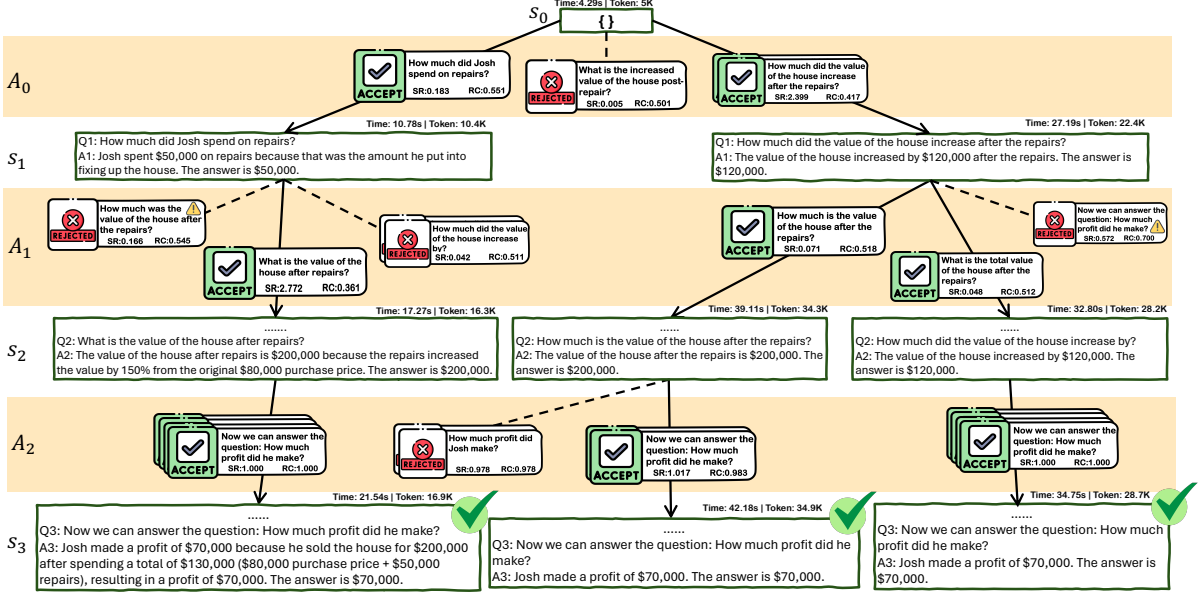 Time:4.29s | Token: 5K
s0
{ }
A0
ACCEPT
How much did Josh
spend on repairs?
SR:0.183 RC:0.551
REJECTED
What is the increased
value of the house post-
repair?
SR:0.005 RC:0.501
ACCEPT
How much did the value
of the house increase
after the repairs?
SR:2.399 RC:0.417
Time: 10.78s | Token: 10.4K
Time: 27.19s | Token: 22.4K
s1
Q1: How much did Josh spend on repairs?
A1: Josh spent $50,000 on repairs because that was the amount he put into
fixing up the house. The answer is $50,000.
Q1: How much did the value of the house increase after the repairs?
A1: The value of the house increased by $120,000 after the repairs. The answer is
$120,000.
A1
REJECTED
How much was the
value of the house after
the repairs?
SR:0.166 RC:0.545
ACCEPT
What is the value of the
house after repairs?
SR:2.772 RC:0.361
REJECTED
How much did the value
of the house increase
by?
SR:0.042 RC:0.511
ACCEPT
How much is the value
of the house after the
repairs?
SR:0.071 RC:0.518
ACCEPT
What is the total value
of the house after the
repairs?
SR:0.048 RC:0.512
REJECTED
Now we can answer the
question: How much
profit did he make?
SR:0.572 RC:0.700
Time: 17.27s | Token: 16.3K
Time: 39.11s | Token: 34.3K
Time: 32.80s | Token: 28.2K
s2
.......
Q2: What is the value of the house after repairs?
A2: The value of the house after repairs is $200,000 because the repairs increased
the value by 150% from the original $80,000 purchase price. The answer is $200,000.
......
Q2: How much is the value of the house after the repairs?
A2: The value of the house after the repairs is $200,000. The
answer is $200,000.
......
Q2: How much did the value of the house increase by?
A2: The value of the house increased by $120,000. The
answer is $120,000.
A2
ACCEPT
Now we can answer the
question: How much
profit did he make?
SR:1.000 RC:1.000
REJECTED
How much profit did
Josh make?
SR:0.978 RC:0.978
ACCEPT
Now we can answer the
question: How much
profit did he make?
SR:1.017 RC:0.983
ACCEPT
Now we can answer the
question: How much
profit did he make?
SR:1.000 RC:1.000
Time: 21.54s | Token: 16.9K
Time: 42.18s | Token: 34.9K
Time: 34.75s | Token: 28.7K
s3
......
Q3: Now we can answer the question: How much profit did he make?
A3: Josh made a profit of $70,000 because he sold the house for $200,000
after spending a total of $130,000 ($80,000 purchase price + $50,000
repairs), resulting in a profit of $70,000. The answer is $70,000.
......
Q3: Now we can answer the question: How much profit did he
make?
A3: Josh made a profit of $70,000. The answer is $70,000.
......
Q3: Now we can answer the question: How much
profit did he make?
A3: Josh made a profit of $70,000. The answer is
$70,000.